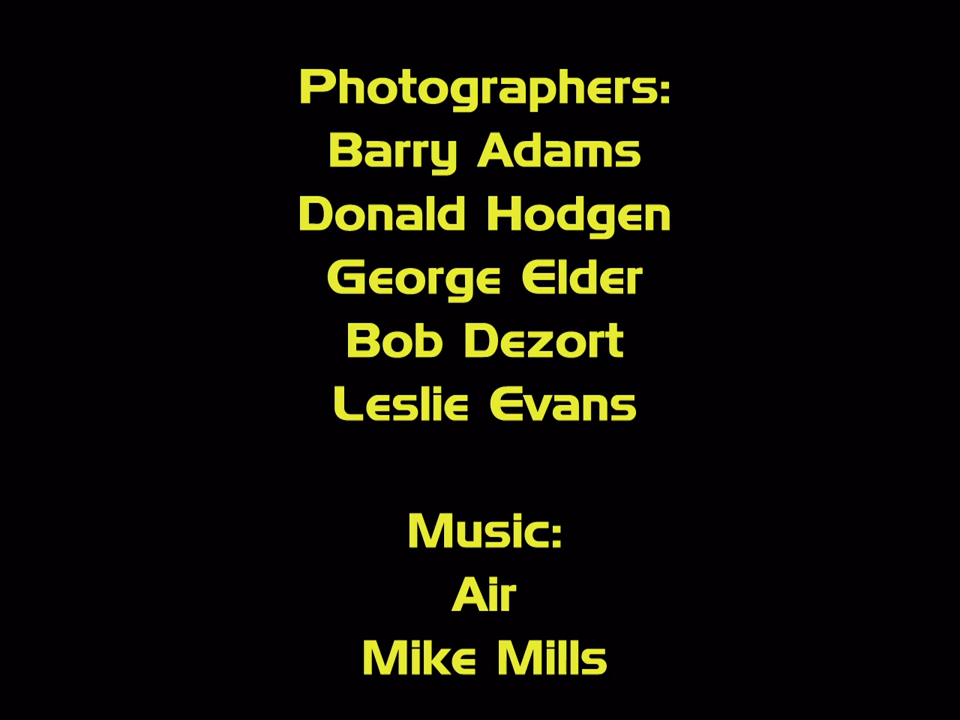 Photographers:
Barry Adams
Donald Hodgen
George Elder
Bob Dezort
Leslie Evans
Music:
Air
Mike Mills